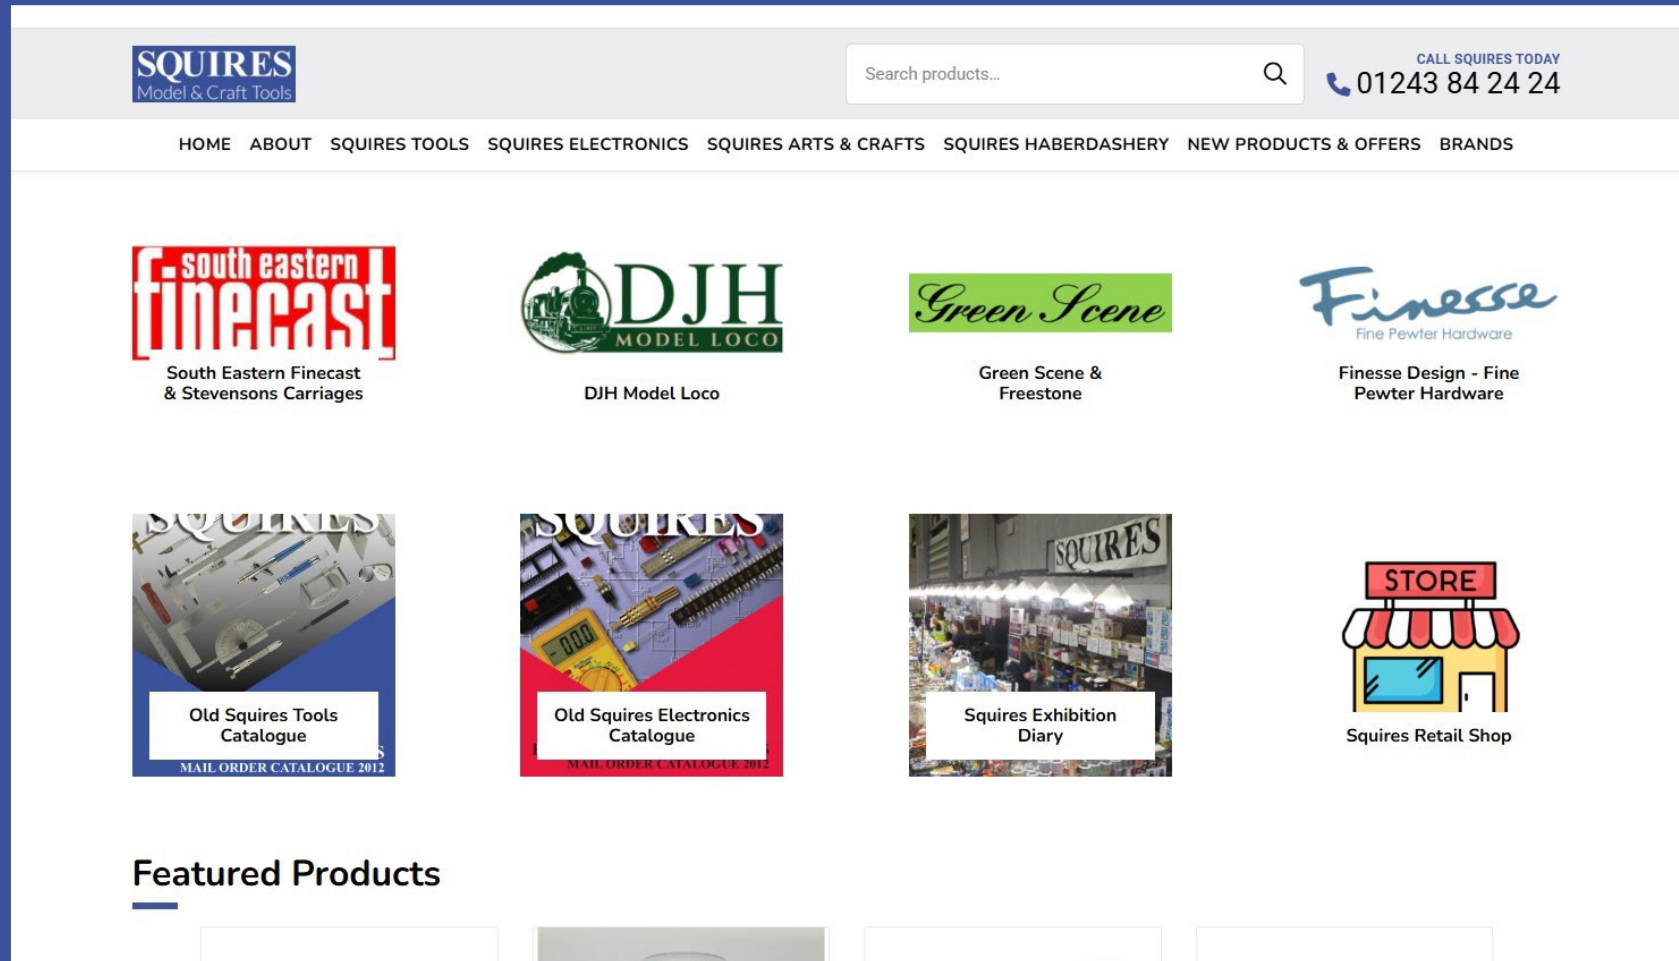 SQUIRES
Model & Craft Tools
Search products...
CALL SQUIRES TODAY
01243 84 24 24
HOME ABOUT SQUIRES TOOLS SQUIRES ELECTRONICS SQUIRES ARTS & CRAFTS SQUIRES HABERDASHERY NEW PRODUCTS & OFFERS BRANDS
south eastern
finecast
South Eastern Finecast
& Stevensons Carriages
DJH
MODEL LOCO
DJH Model Loco
Green Scene
Green Scene &
Freestone
Finesse
Fine Pewter Hardware
Finesse Design - Fine
Pewter Hardware
SQUIRES
Old Squires Tools
Catalogue
MAIL ORDER CATALOGUE 2012
SQUIRES
-000
Old Squires Electronics
Catalogue
MAIL ORDER CATALOGUE 2012
SQUIRES
Squires Exhibition
Diary
STORE
Squires Retail Shop
Featured Products